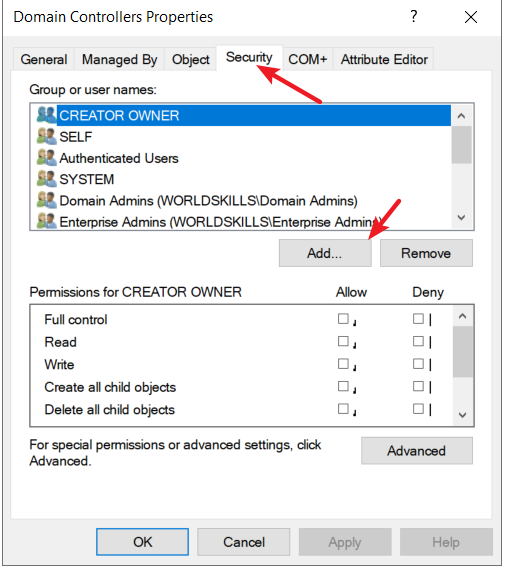 Domain Controllers Properties ? ×
General Managed By Object Security COM+ Attribute Editor
Group or user names:
CREATOR OWNER
SELF
Authenticated Users
SYSTEM
Domain Admins (WORLDSKILLS\Domain Admins)
Enterprise Admins (WORLDSKILLS\Enterprise Admins)
Add... Remove
Permissions for CREATOR OWNER Allow Deny
Full control
Read
Write
Create all child objects
Delete all child objects
For special permissions or advanced settings, click
Advanced.
Advanced
OK Cancel Apply Help